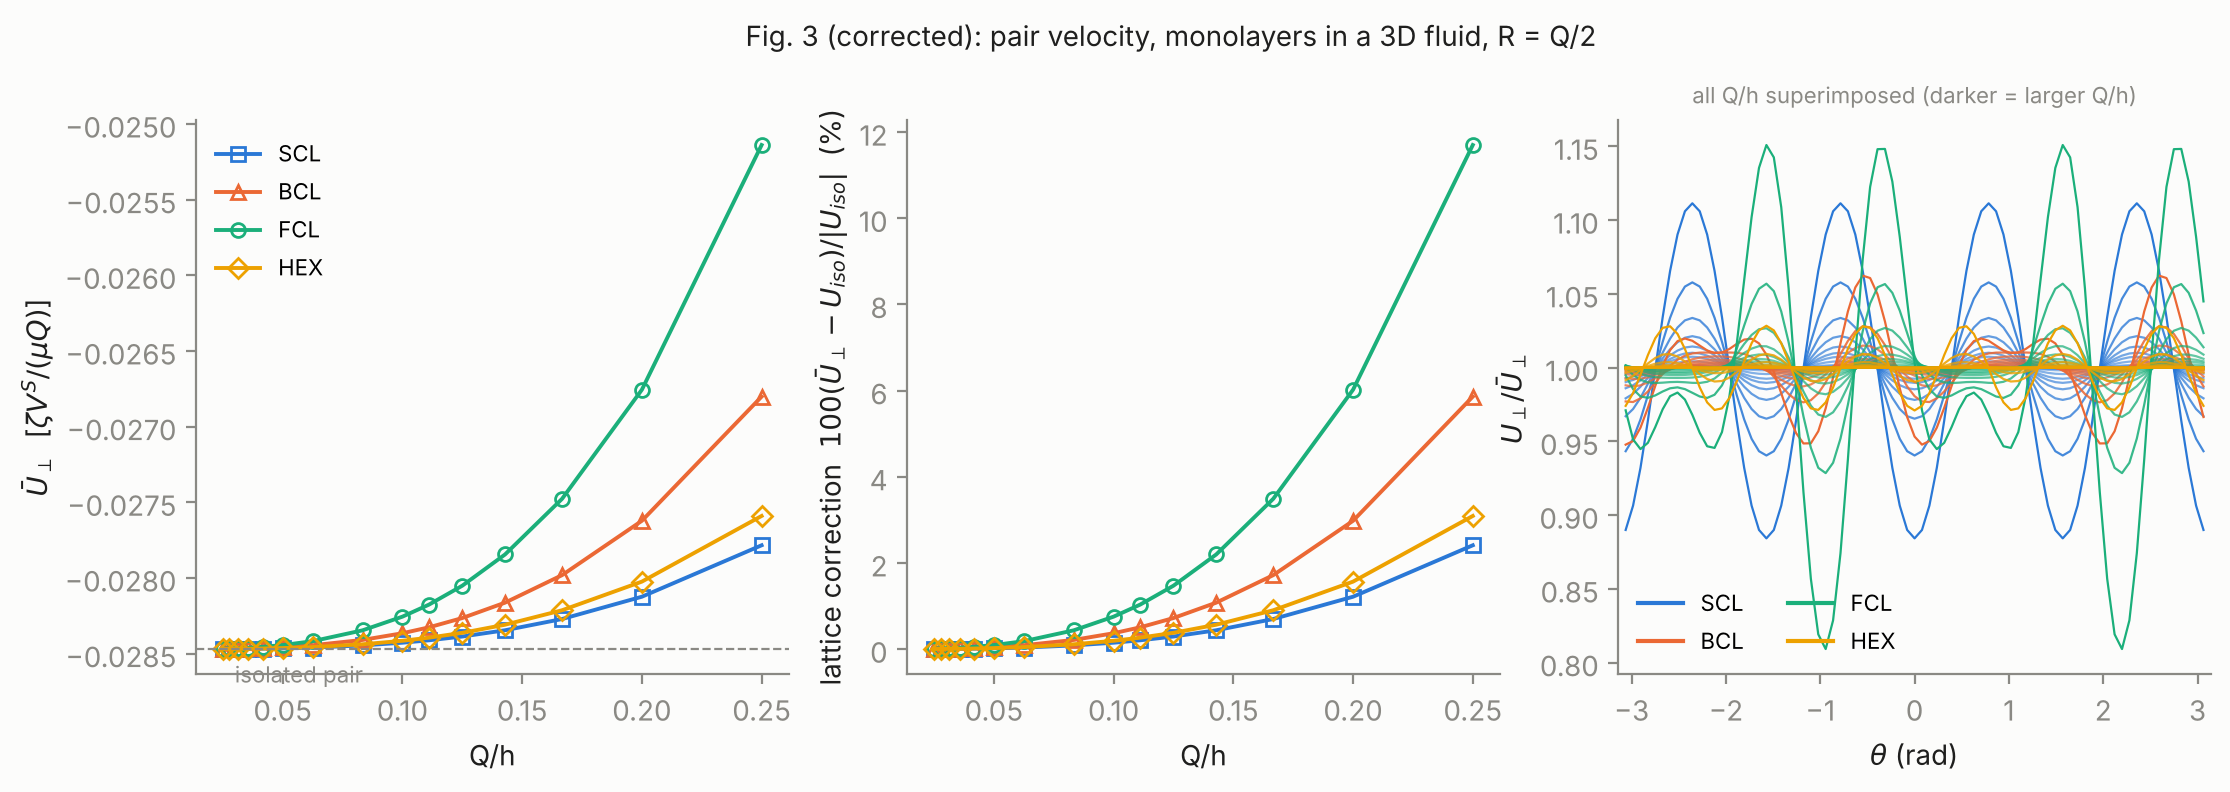 Fig. 3 (corrected): pair velocity, monolayers in a 3D fluid, R = Q/2
Ū⊥ [ζVˢ/(μQ)]
−0.0250
−0.0255
−0.0260
−0.0265
−0.0270
−0.0275
−0.0280
−0.0285
SCL
BCL
FCL
HEX
isolated pair
0.05
0.10
0.15
0.20
0.25
Q/h
lattice correction 100(Ū⊥ − U_iso)/|U_iso| (%)
12
10
8
6
4
2
0
0.05
0.10
0.15
0.20
0.25
Q/h
all Q/h superimposed (darker = larger Q/h)
U⊥/Ū⊥
1.15
1.10
1.05
1.00
0.95
0.90
0.85
0.80
SCL
BCL
FCL
HEX
−3
−2
−1
0
1
2
3
θ (rad)